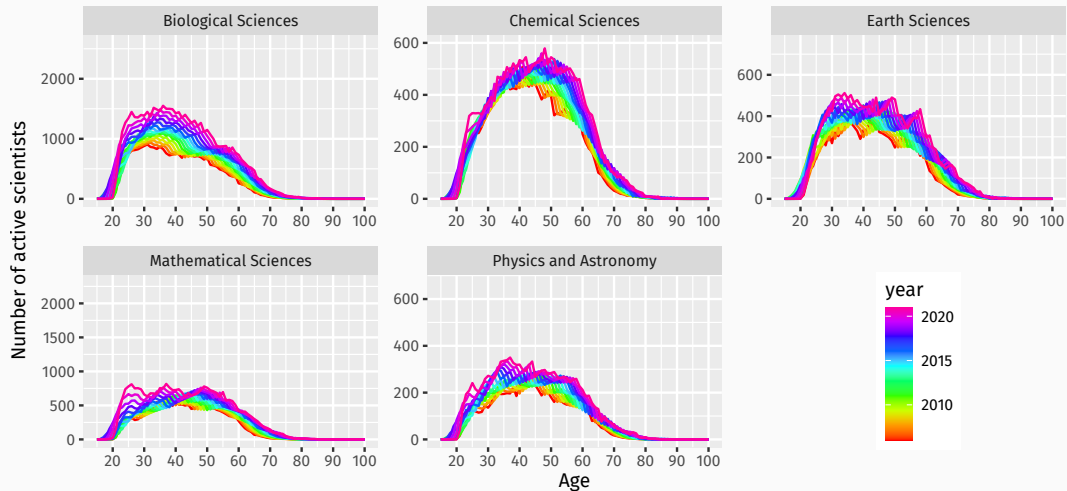 Biological Sciences
Chemical Sciences
Earth Sciences
2000
1000
0
600
400
200
0
600
400
200
0
20 30 40 50 60 70 80 90 100
20 30 40 50 60 70 80 90 100
20 30 40 50 60 70 80 90 100
Number of active scientists
Mathematical Sciences
Physics and Astronomy
2000
1500
1000
500
0
600
400
200
0
20 30 40 50 60 70 80 90 100
20 30 40 50 60 70 80 90 100
Age
year
2020
2015
2010